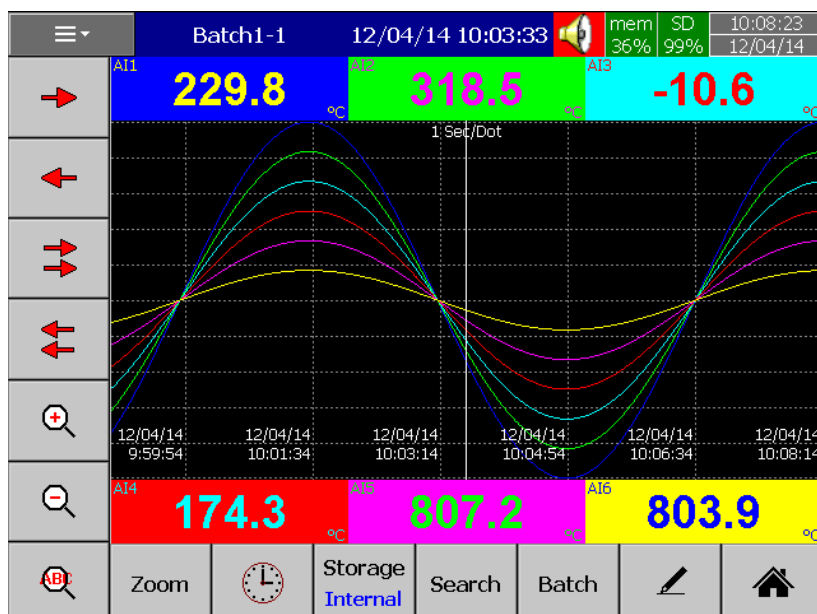 Batch1-1 12/04/14 10:03:33 mem SD 10:08:23
36% 99% 12/04/14
AI1 AI2 AI3
229.8 318.5 -10.6
°C °C °C
1 Sec/Dot
12/04/14 12/04/14 12/04/14 12/04/14 12/04/14 12/04/14
9:59:54 10:01:34 10:03:14 10:04:54 10:06:34 10:08:14
AI4 AI5 AI6
174.3 807.2 803.9
°C °C °C
ABC Zoom Storage Search Batch
Internal